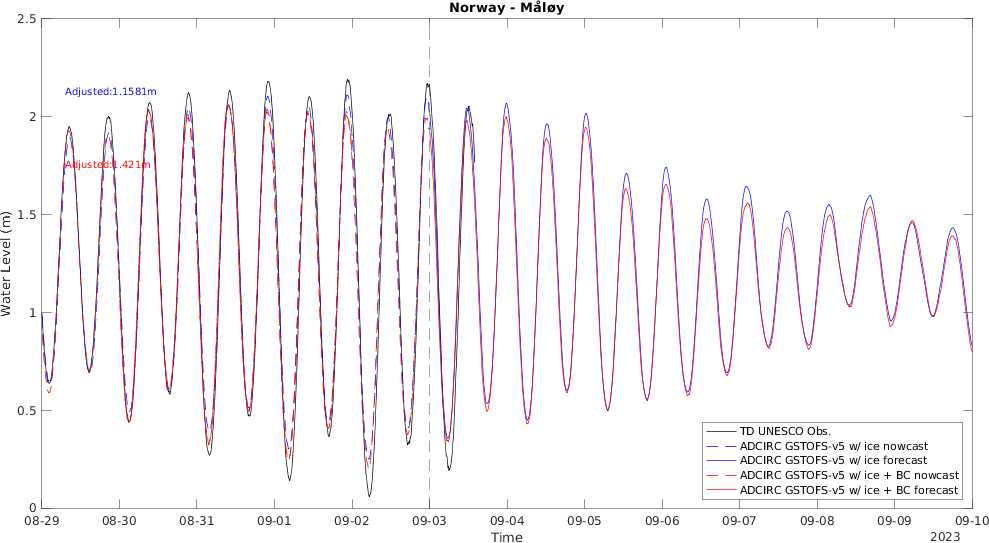 Norway - Måløy
2.5
2
1.5
1
0.5
0
Water Level (m)
Adjusted:1.1581m
Adjusted:1.421m
TD UNESCO Obs.
ADCIRC GSTOFS-v5 w/ ice nowcast
ADCIRC GSTOFS-v5 w/ ice forecast
ADCIRC GSTOFS-v5 w/ ice + BC nowcast
ADCIRC GSTOFS-v5 w/ ice + BC forecast
08-29 08-30 08-31 09-01 09-02 09-03 09-04 09-05 09-06 09-07 09-08 09-09 09-10
Time
2023